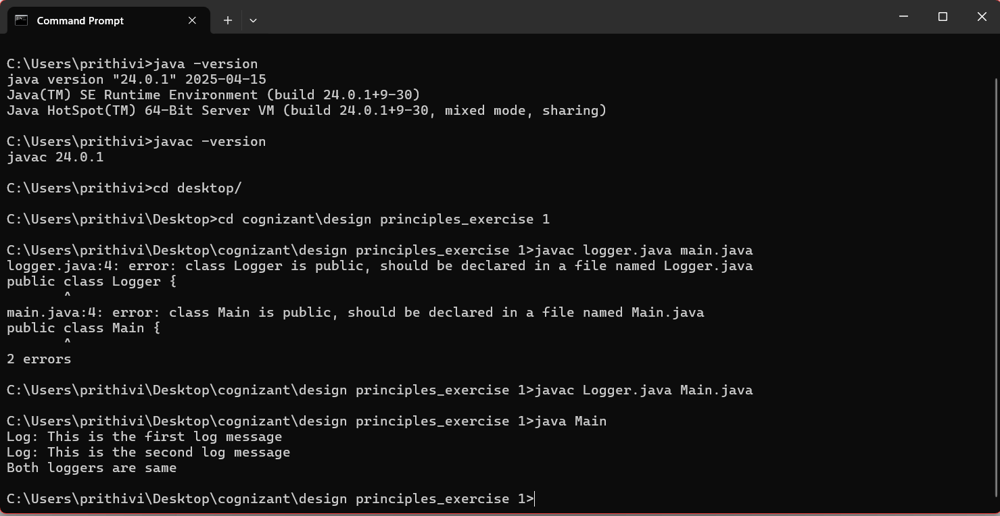 Command Prompt
C:\Users\prithivi>java -version
java version "24.0.1" 2025-04-15
Java(TM) SE Runtime Environment (build 24.0.1+9-30)
Java HotSpot(TM) 64-Bit Server VM (build 24.0.1+9-30, mixed mode, sharing)
C:\Users\prithivi>javac -version
javac 24.0.1
C:\Users\prithivi>cd desktop/
C:\Users\prithivi\Desktop>cd cognizant\design principles_exercise 1
C:\Users\prithivi\Desktop\cognizant\design principles_exercise 1>javac logger.java main.java
logger.java:4: error: class Logger is public, should be declared in a file named Logger.java
public class Logger {
       ^
main.java:4: error: class Main is public, should be declared in a file named Main.java
public class Main {
       ^
2 errors
C:\Users\prithivi\Desktop\cognizant\design principles_exercise 1>javac Logger.java Main.java
C:\Users\prithivi\Desktop\cognizant\design principles_exercise 1>java Main
Log: This is the first log message
Log: This is the second log message
Both loggers are same
C:\Users\prithivi\Desktop\cognizant\design principles_exercise 1>